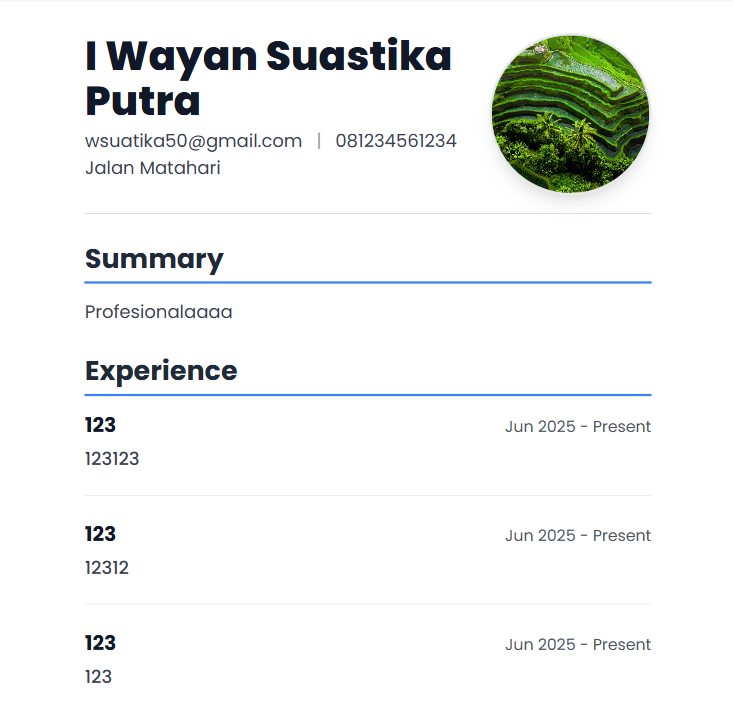 I Wayan Suastika
Putra
wsuatika50@gmail.com | 081234561234
Jalan Matahari
Summary
Profesionalaaaa
Experience
123 Jun 2025 - Present
123123
123 Jun 2025 - Present
12312
123 Jun 2025 - Present
123